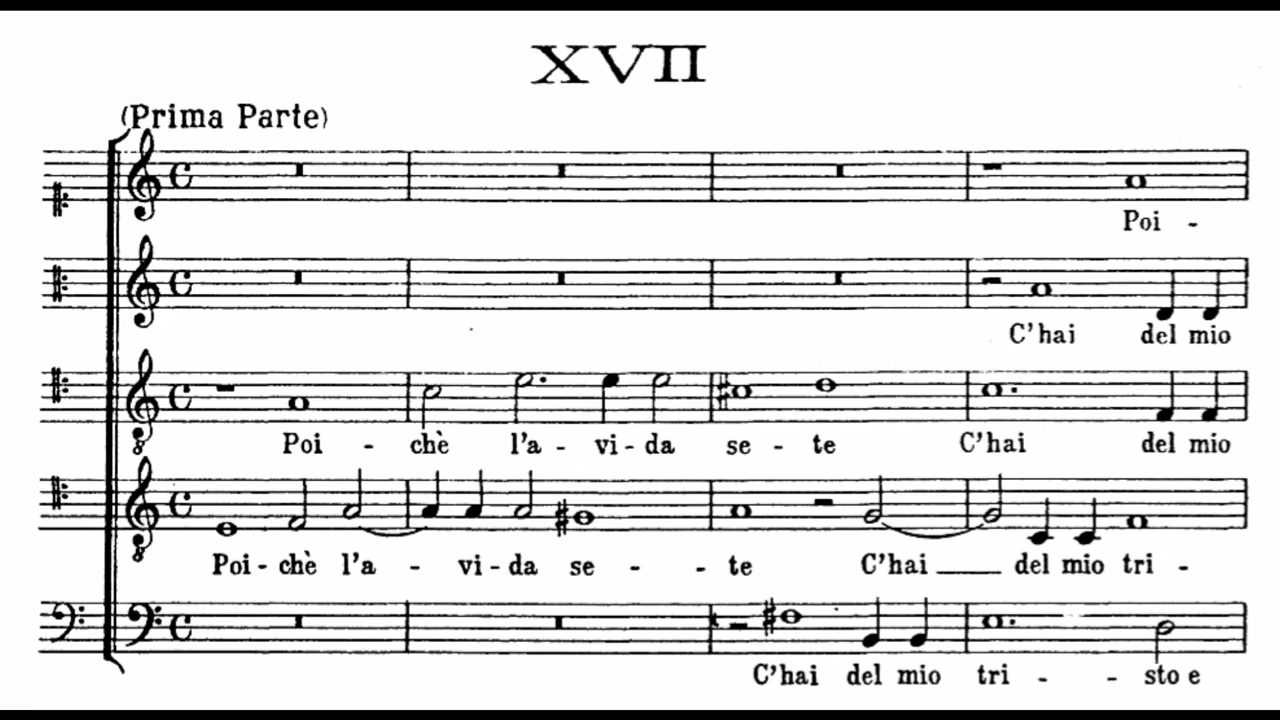 XVII
(Prima Parte)
Poi -
C'hai del mio
Poi - chè l'a - vi - da se - te C'hai del mio
Poi - chè l'a - vi - da se - - te C'hai del mio tri -
C'hai del mio tri - - sto e